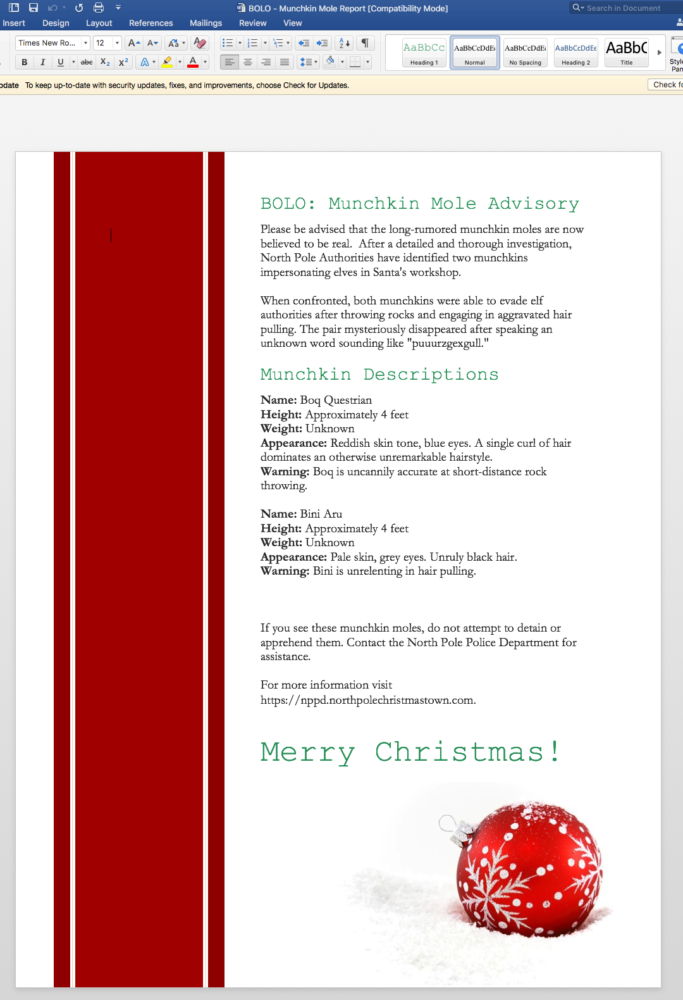 BOLO - Munchkin Mole Report [Compatibility Mode]
Search in Document
Insert Design Layout References Mailings Review View
Times New Ro... 12 A A Aa A
AaBbCc AaBbCcDdEe AaBbCcDdEe AaBbCcDdEe AaBbC
Heading 1 Normal No Spacing Heading 2 Title
B I U abc X2 X2 A A
To keep up-to-date with security updates, fixes, and improvements, choose Check for Updates.
Check fo
BOLO: Munchkin Mole Advisory
Please be advised that the long-rumored munchkin moles are now
believed to be real. After a detailed and thorough investigation,
North Pole Authorities have identified two munchkins
impersonating elves in Santa's workshop.
When confronted, both munchkins were able to evade elf
authorities after throwing rocks and engaging in aggravated hair
pulling. The pair mysteriously disappeared after speaking an
unknown word sounding like "puuurzgexgull."
Munchkin Descriptions
Name: Boq Questrian
Height: Approximately 4 feet
Weight: Unknown
Appearance: Reddish skin tone, blue eyes. A single curl of hair
dominates an otherwise unremarkable hairstyle.
Warning: Boq is uncannily accurate at short-distance rock
throwing.
Name: Bini Aru
Height: Approximately 4 feet
Weight: Unknown
Appearance: Pale skin, grey eyes. Unruly black hair.
Warning: Bini is unrelenting in hair pulling.
If you see these munchkin moles, do not attempt to detain or
apprehend them. Contact the North Pole Police Department for
assistance.
For more information visit
https://nppd.northpolechristmastown.com.
Merry Christmas!